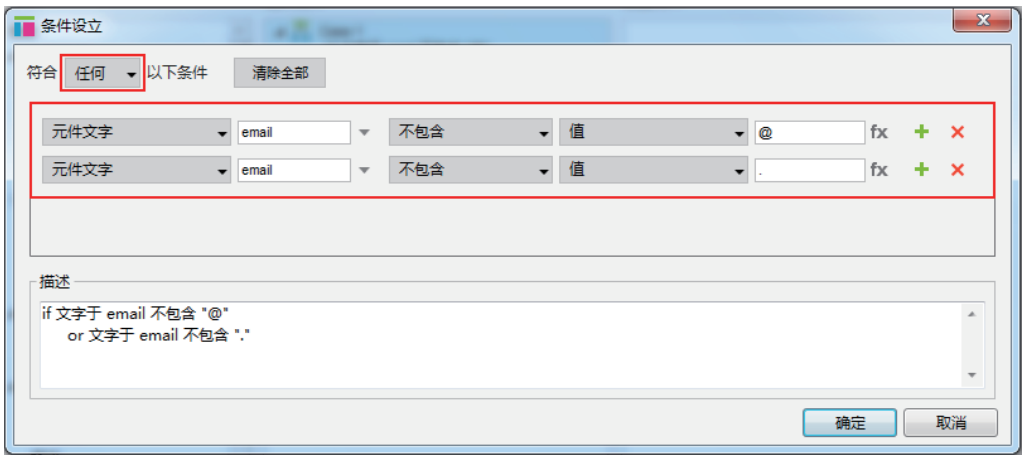 条件设立
符合 任何 以下条件 清除全部
元件文字 email 不包含 值 @ fx
元件文字 email 不包含 值 . fx
描述
if 文字于 email 不包含 "@"
or 文字于 email 不包含 "."
确定 取消